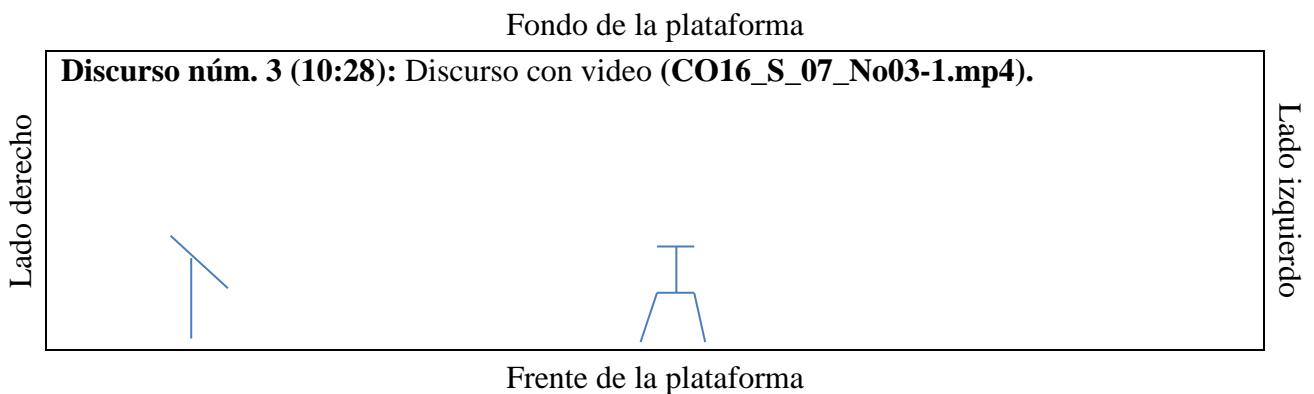 Fondo de la plataforma
Discurso núm. 3 (10:28): Discurso con video (CO16_S_07_No03-1.mp4).
Lado derecho
Lado izquierdo
Frente de la plataforma